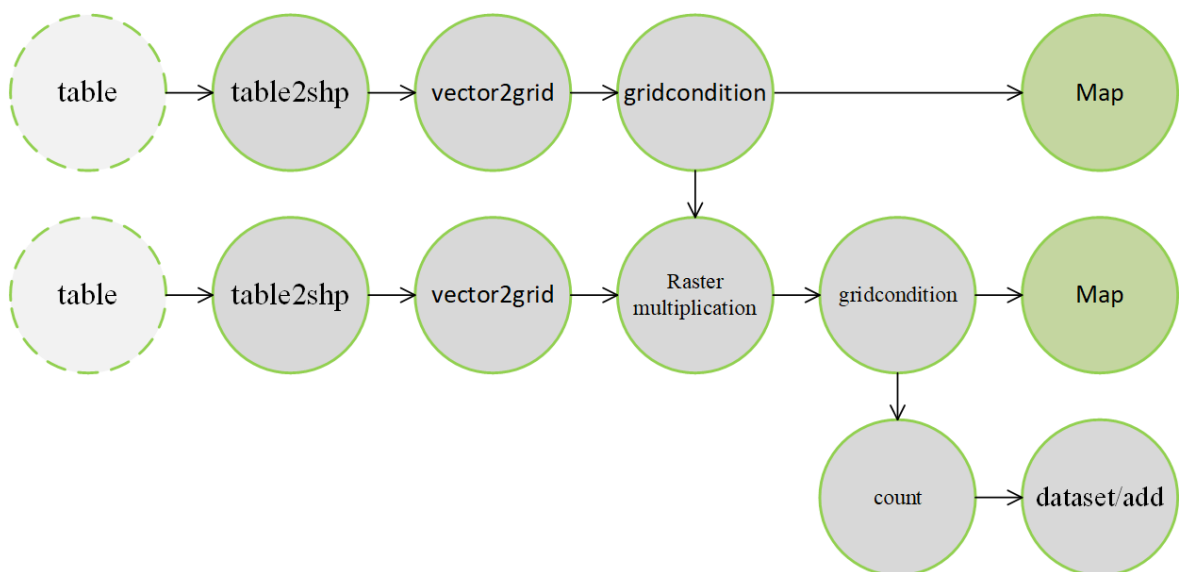 table
table2shp
vector2grid
gridcondition
Map
table
table2shp
vector2grid
Raster
multiplication
gridcondition
Map
count
dataset/add